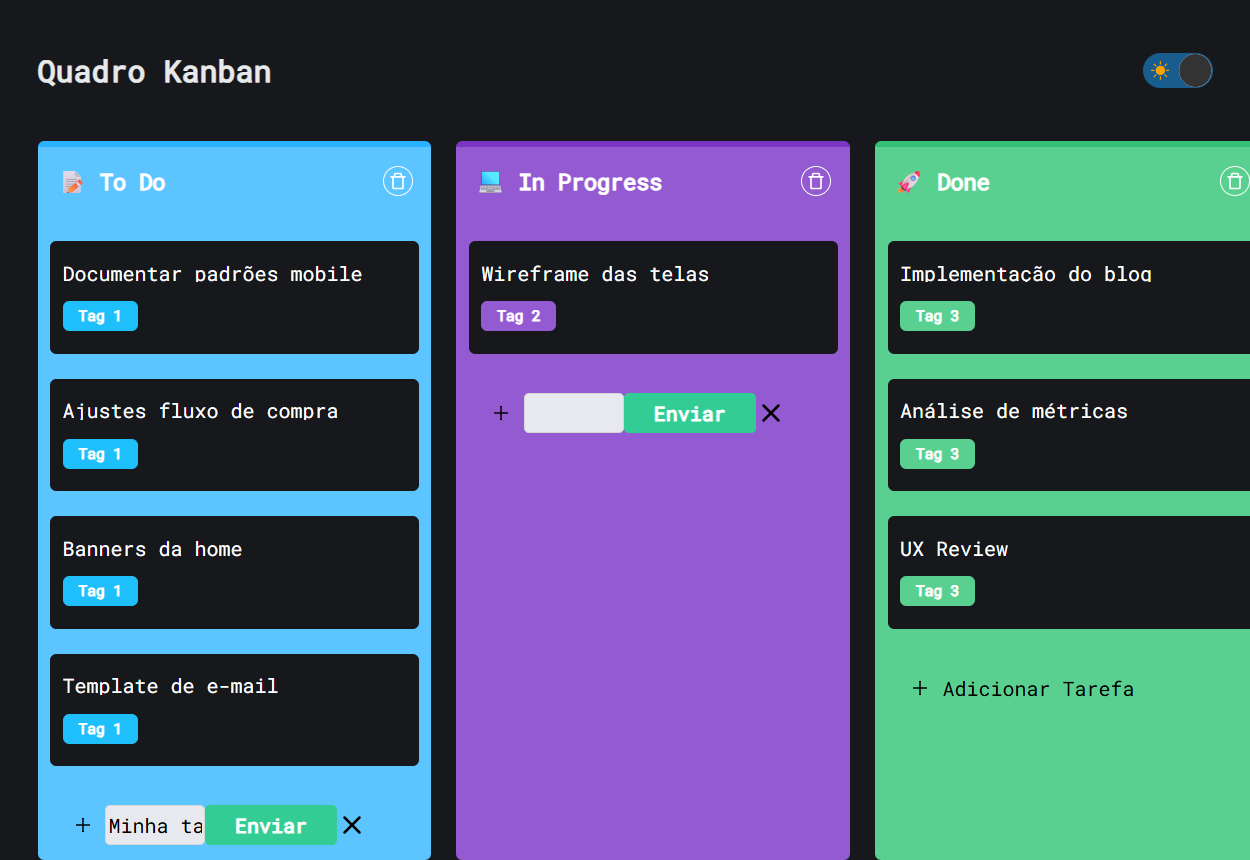 Quadro Kanban
To Do
Documentar padrões mobile
Tag 1
Ajustes fluxo de compra
Tag 1
Banners da home
Tag 1
Template de e-mail
Tag 1
+ Minha ta Enviar
In Progress
Wireframe das telas
Tag 2
+ Enviar
Done
Implementação do blog
Tag 3
Análise de métricas
Tag 3
UX Review
Tag 3
+ Adicionar Tarefa